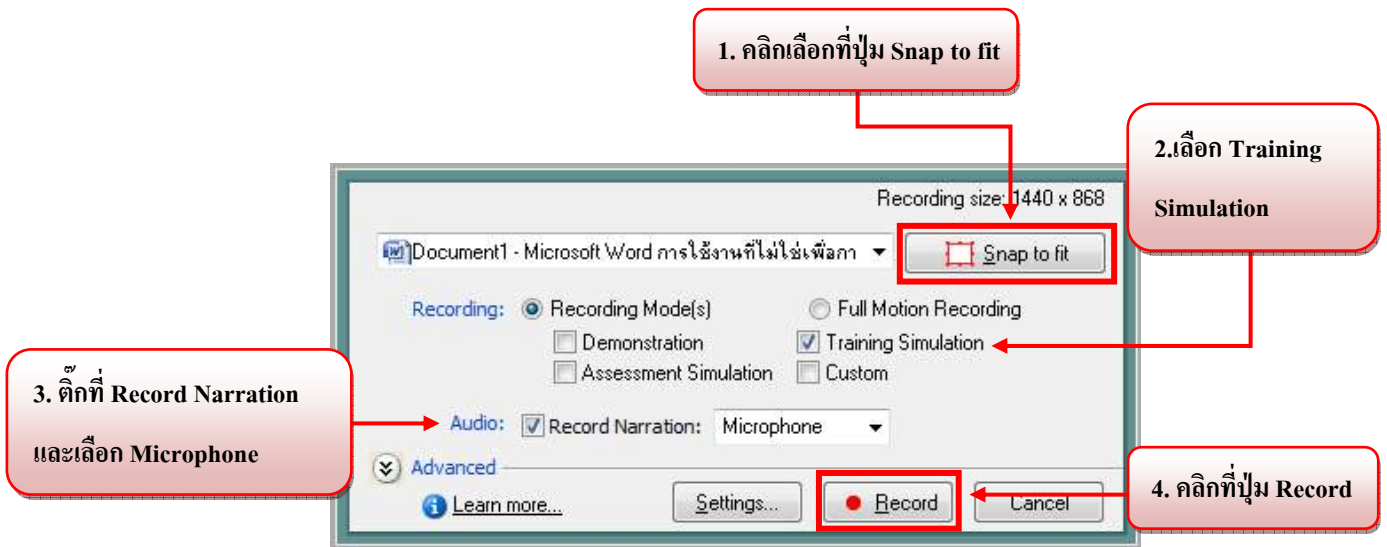 1. คลิกเลือกที่ปุ่ม Snap to fit
2.เลือก Training
Simulation
Recording size: 1440 x 868
Document1 - Microsoft Word การใช้งานที่ไม่ใช่เพื่อกา
Snap to fit
Recording: Recording Mode(s) Full Motion Recording
Demonstration Training Simulation
Assessment Simulation Custom
3. ติ๊กที่ Record Narration
และเลือก Microphone
Audio: Record Narration: Microphone
Advanced
Learn more... Settings... Record Cancel
4. คลิกที่ปุ่ม Record